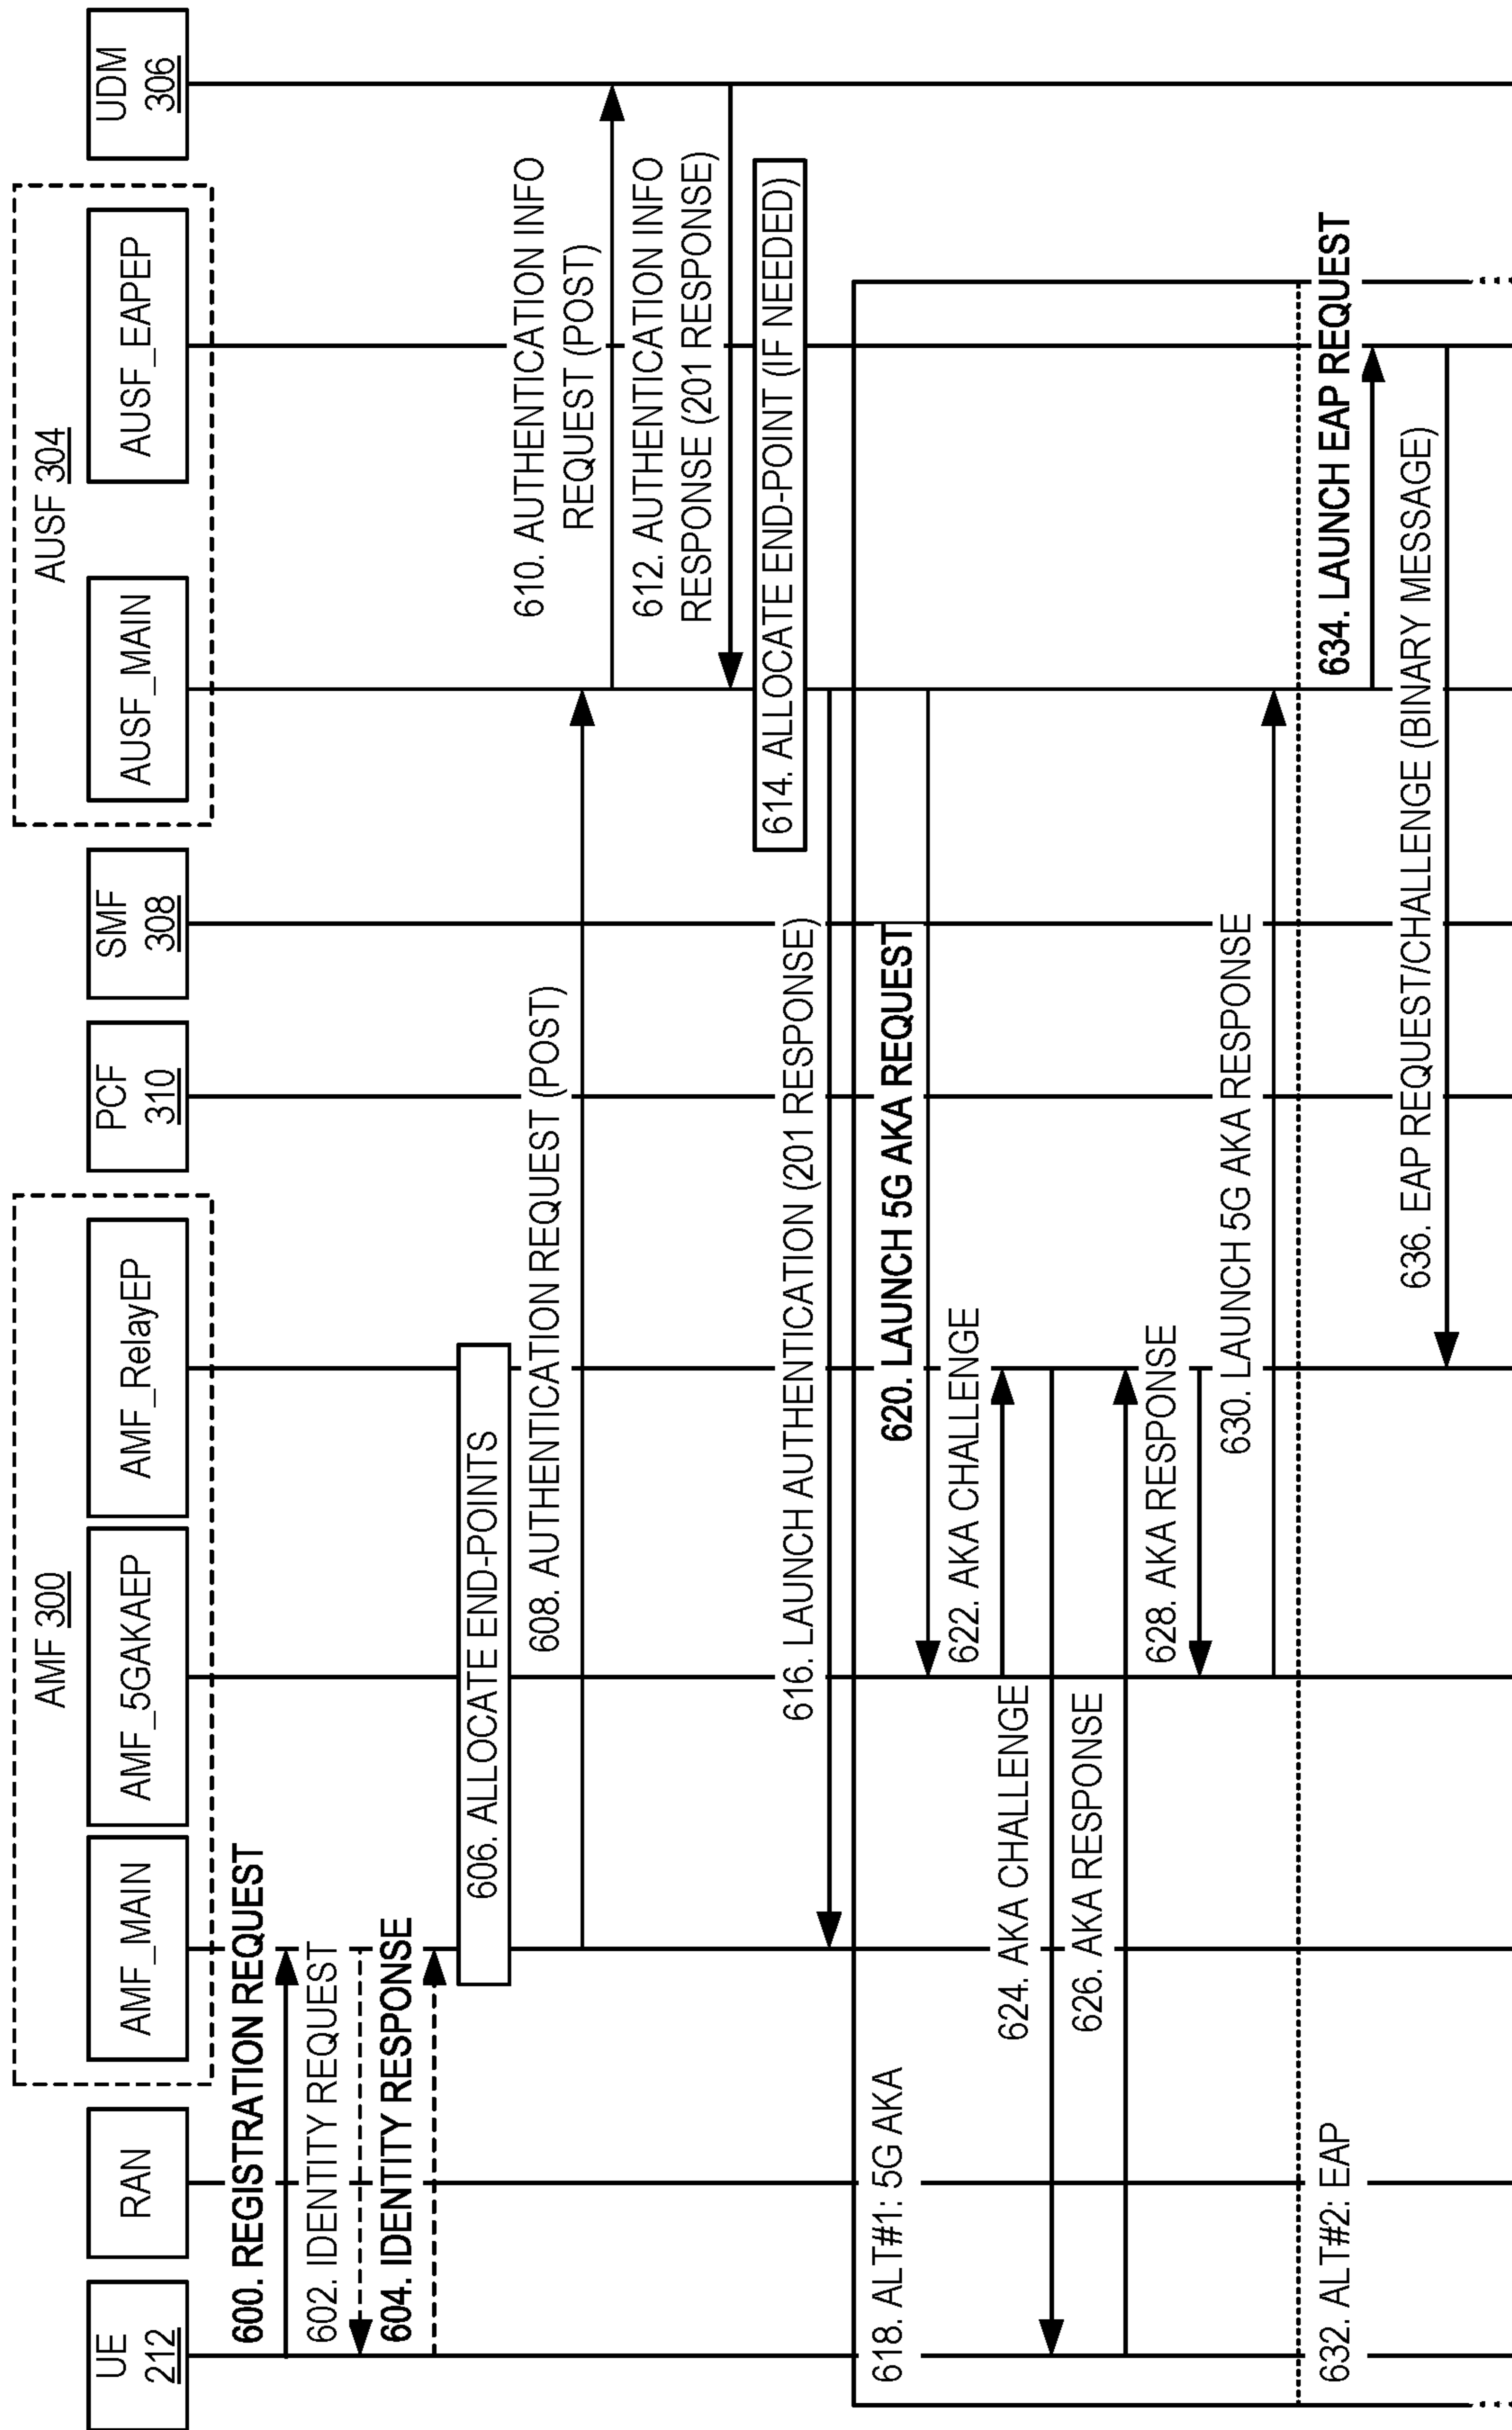 UE
212
RAN
AMF 300
AMF_MAIN
AMF_5GAKAEP
AMF_RelayEP
PCF
310
SMF
308
AUSF 304
AUSF_MAIN
AUSF_EAPEP
UDM
306
600. REGISTRATION REQUEST
602. IDENTITY REQUEST
604. IDENTITY RESPONSE
606. ALLOCATE END-POINTS
608. AUTHENTICATION REQUEST (POST)
610. AUTHENTICATION INFO
REQUEST (POST)
612. AUTHENTICATION INFO
RESPONSE (201 RESPONSE)
614. ALLOCATE END-POINT (IF NEEDED)
616. LAUNCH AUTHENTICATION (201 RESPONSE)
618. ALT#1: 5G AKA
620. LAUNCH 5G AKA REQUEST
622. AKA CHALLENGE
624. AKA CHALLENGE
626. AKA RESPONSE
628. AKA RESPONSE
630. LAUNCH 5G AKA RESPONSE
632. ALT#2: EAP
634. LAUNCH EAP REQUEST
636. EAP REQUEST/CHALLENGE (BINARY MESSAGE)